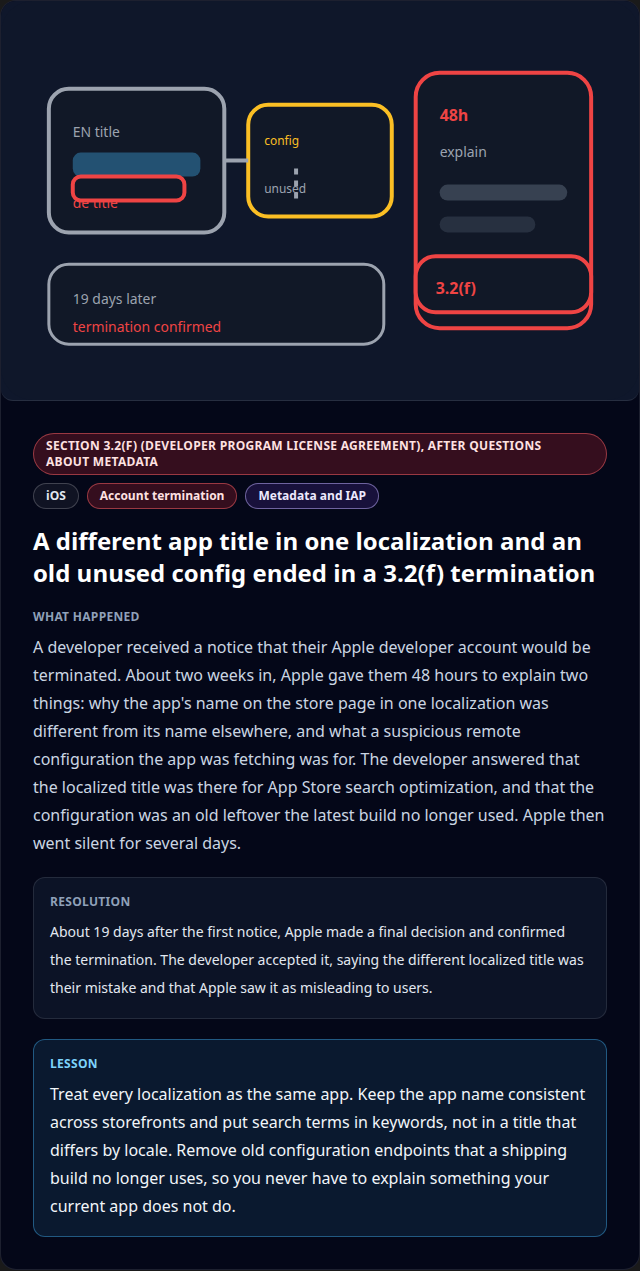 EN title
de title
config
unused
48h
explain
3.2(f)
19 days later
termination confirmed
SECTION 3.2(F) (DEVELOPER PROGRAM LICENSE AGREEMENT), AFTER QUESTIONS
ABOUT METADATA
iOS
Account termination
Metadata and IAP
A different app title in one localization and an
old unused config ended in a 3.2(f) termination
WHAT HAPPENED
A developer received a notice that their Apple developer account would be
terminated. About two weeks in, Apple gave them 48 hours to explain two
things: why the app's name on the store page in one localization was
different from its name elsewhere, and what a suspicious remote
configuration the app was fetching was for. The developer answered that
the localized title was there for App Store search optimization, and that the
configuration was an old leftover the latest build no longer used. Apple then
went silent for several days.
RESOLUTION
About 19 days after the first notice, Apple made a final decision and confirmed
the termination. The developer accepted it, saying the different localized title was
their mistake and that Apple saw it as misleading to users.
LESSON
Treat every localization as the same app. Keep the app name consistent
across storefronts and put search terms in keywords, not in a title that
differs by locale. Remove old configuration endpoints that a shipping
build no longer uses, so you never have to explain something your
current app does not do.